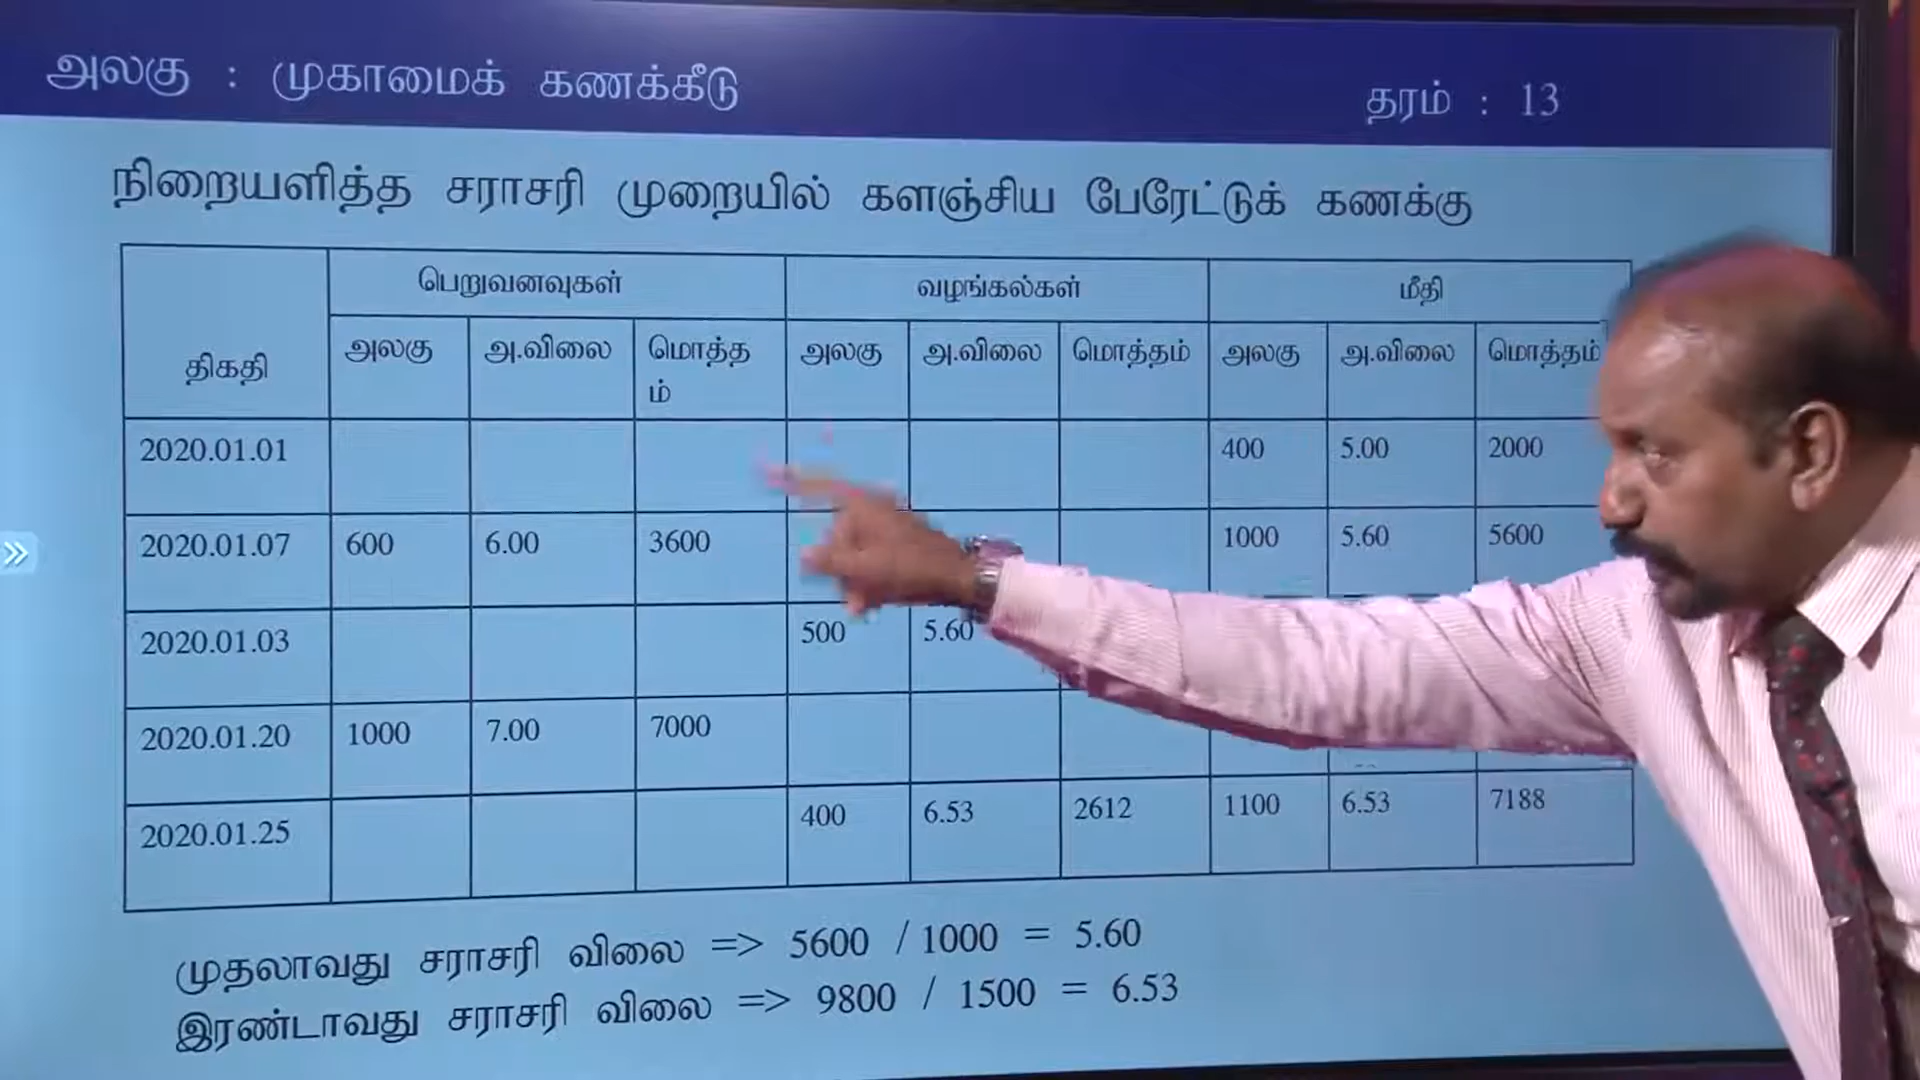 அலகு : முகாமைக் கணக்கீடு
தரம் : 13
நிறையளித்த சராசரி முறையில் களஞ்சிய பேரேட்டுக் கணக்கு
திகதி பெறுவனவுகள் வழங்கல்கள் மீதி
அலகு அ.விலை மொத்த அலகு அ.விலை மொத்தம் அலகு அ.விலை மொத்தம்
ம்
2020.01.01 400 5.00 2000
2020.01.07 600 6.00 3600 1000 5.60 5600
2020.01.03 500 5.60
2020.01.20 1000 7.00 7000
2020.01.25 400 6.53 2612 1100 6.53 7188
முதலாவது சராசரி விலை => 5600 / 1000 = 5.60
இரண்டாவது சராசரி விலை => 9800 / 1500 = 6.53